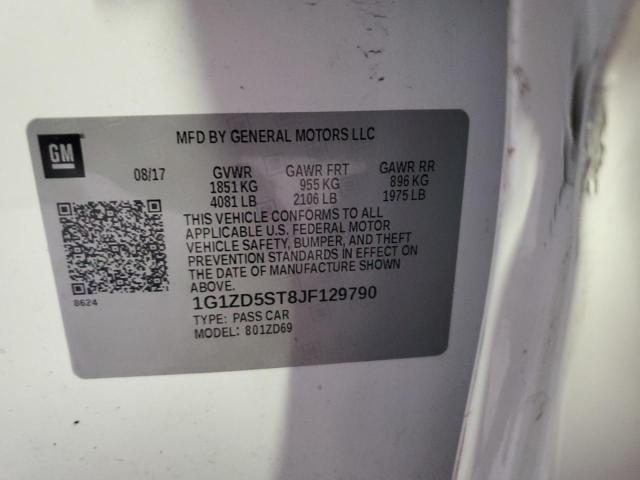 GM
MFD BY GENERAL MOTORS LLC
08/17 GVWR GAWR FRT GAWR RR
1851 KG 955 KG 896 KG
4081 LB 2106 LB 1975 LB
THIS VEHICLE CONFORMS TO ALL
APPLICABLE U.S. FEDERAL MOTOR
VEHICLE SAFETY, BUMPER, AND THEFT
PREVENTION STANDARDS IN EFFECT ON
THE DATE OF MANUFACTURE SHOWN
ABOVE.
8624
1G1ZD5ST8JF129790
TYPE: PASS CAR
MODEL: 801ZD69